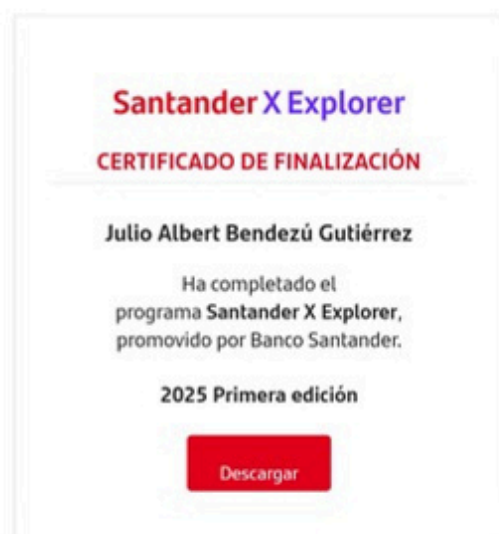 Santander X Explorer
CERTIFICADO DE FINALIZACIÓN
Julio Albert Bendezú Gutiérrez
Ha completado el
programa Santander X Explorer,
promovido por Banco Santander.
2025 Primera edición
Descargar